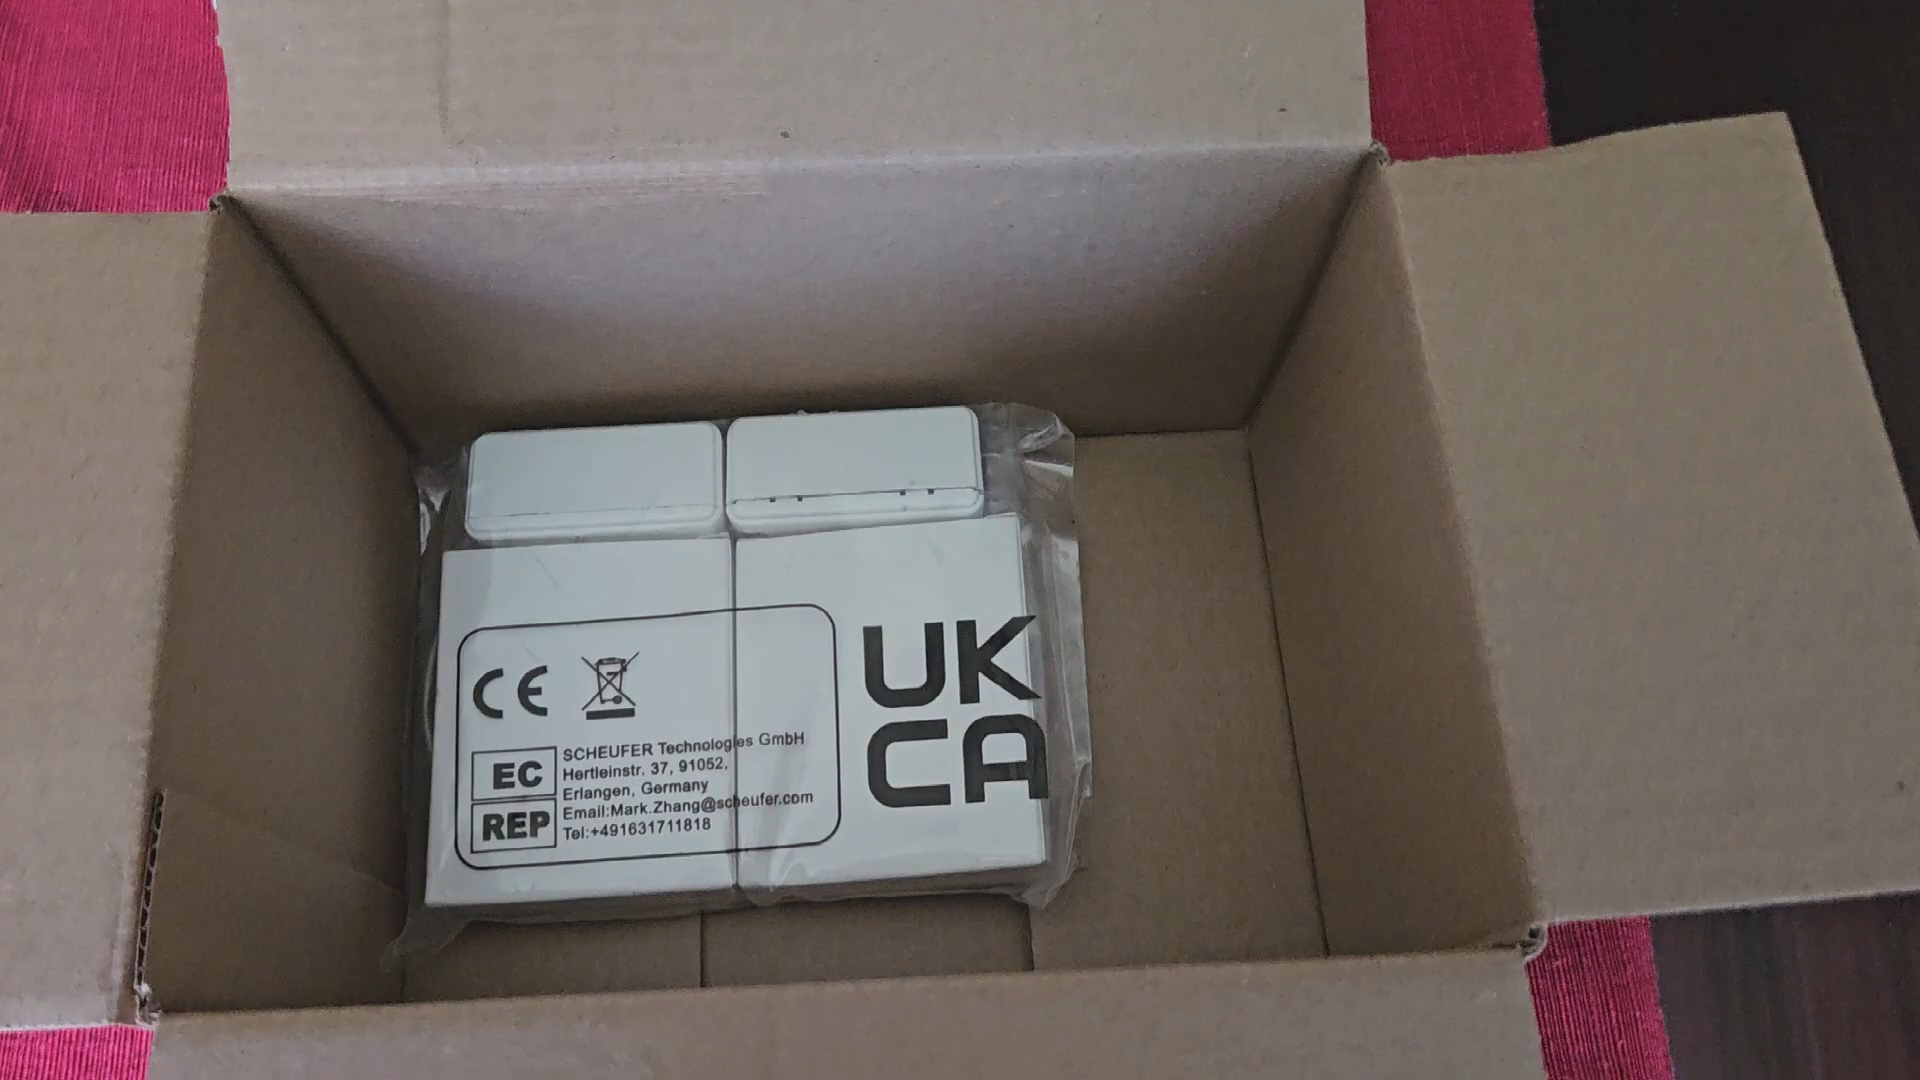 CE
UK
CA
EC
REP
SCHEUFER Technologies GmbH
Hertleinstr. 37, 91052,
Erlangen, Germany
Email:Mark.Zhang@scheufer.com
Tel:+491631711818